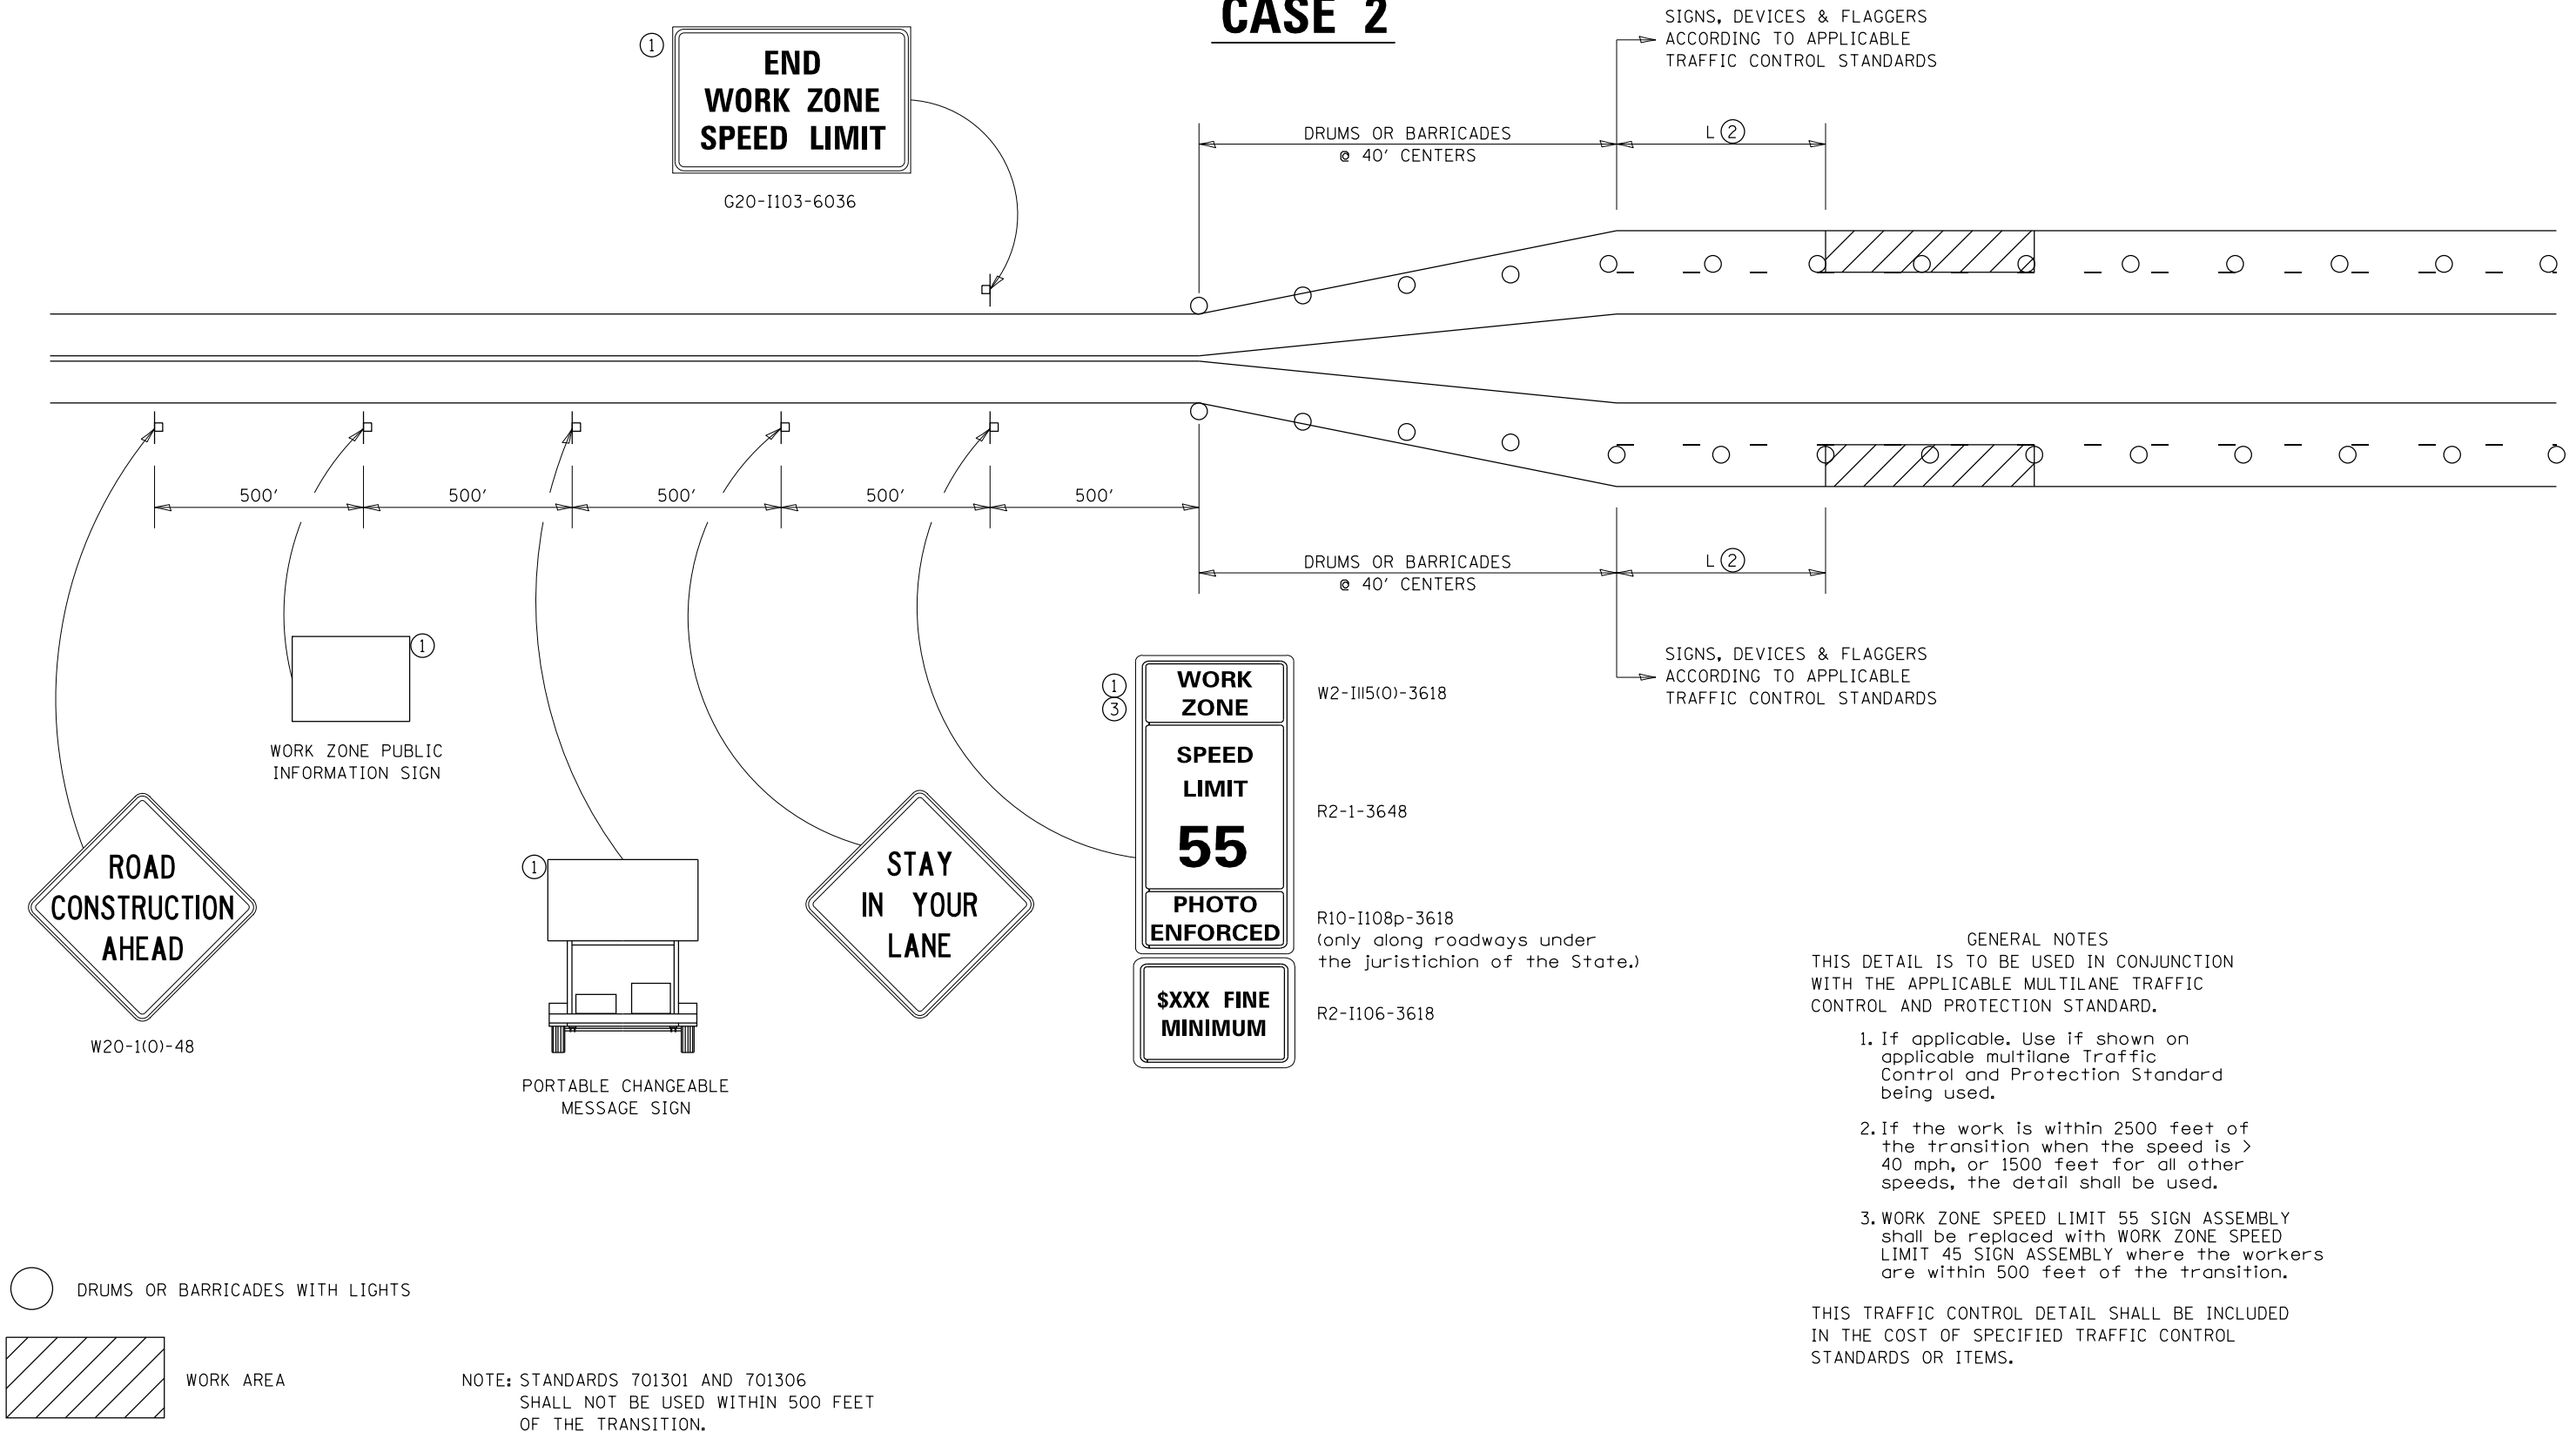 CASE 2
SIGNS, DEVICES & FLAGGERS
ACCORDING TO APPLICABLE
TRAFFIC CONTROL STANDARDS
1
END
WORK ZONE
SPEED LIMIT
G20-I103-6036
DRUMS OR BARRICADES
@ 40' CENTERS
L 2
500'
500'
500'
500'
500'
DRUMS OR BARRICADES
@ 40' CENTERS
L 2
SIGNS, DEVICES & FLAGGERS
ACCORDING TO APPLICABLE
TRAFFIC CONTROL STANDARDS
1
WORK ZONE PUBLIC
INFORMATION SIGN
ROAD
CONSTRUCTION
AHEAD
W20-1(O)-48
1
PORTABLE CHANGEABLE
MESSAGE SIGN
STAY
IN YOUR
LANE
1
3
WORK
ZONE
W2-I115(O)-3618
SPEED
LIMIT
55
R2-1-3648
PHOTO
ENFORCED
R10-I108p-3618
(only along roadways under
the juristichion of the State.)
$XXX FINE
MINIMUM
R2-I106-3618
GENERAL NOTES
THIS DETAIL IS TO BE USED IN CONJUNCTION
WITH THE APPLICABLE MULTILANE TRAFFIC
CONTROL AND PROTECTION STANDARD.
1. If applicable. Use if shown on
applicable multilane Traffic
Control and Protection Standard
being used.
2. If the work is within 2500 feet of
the transition when the speed is >
40 mph, or 1500 feet for all other
speeds, the detail shall be used.
3. WORK ZONE SPEED LIMIT 55 SIGN ASSEMBLY
shall be replaced with WORK ZONE SPEED
LIMIT 45 SIGN ASSEMBLY where the workers
are within 500 feet of the transition.
THIS TRAFFIC CONTROL DETAIL SHALL BE INCLUDED
IN THE COST OF SPECIFIED TRAFFIC CONTROL
STANDARDS OR ITEMS.
DRUMS OR BARRICADES WITH LIGHTS
WORK AREA
NOTE: STANDARDS 701301 AND 701306
SHALL NOT BE USED WITHIN 500 FEET
OF THE TRANSITION.